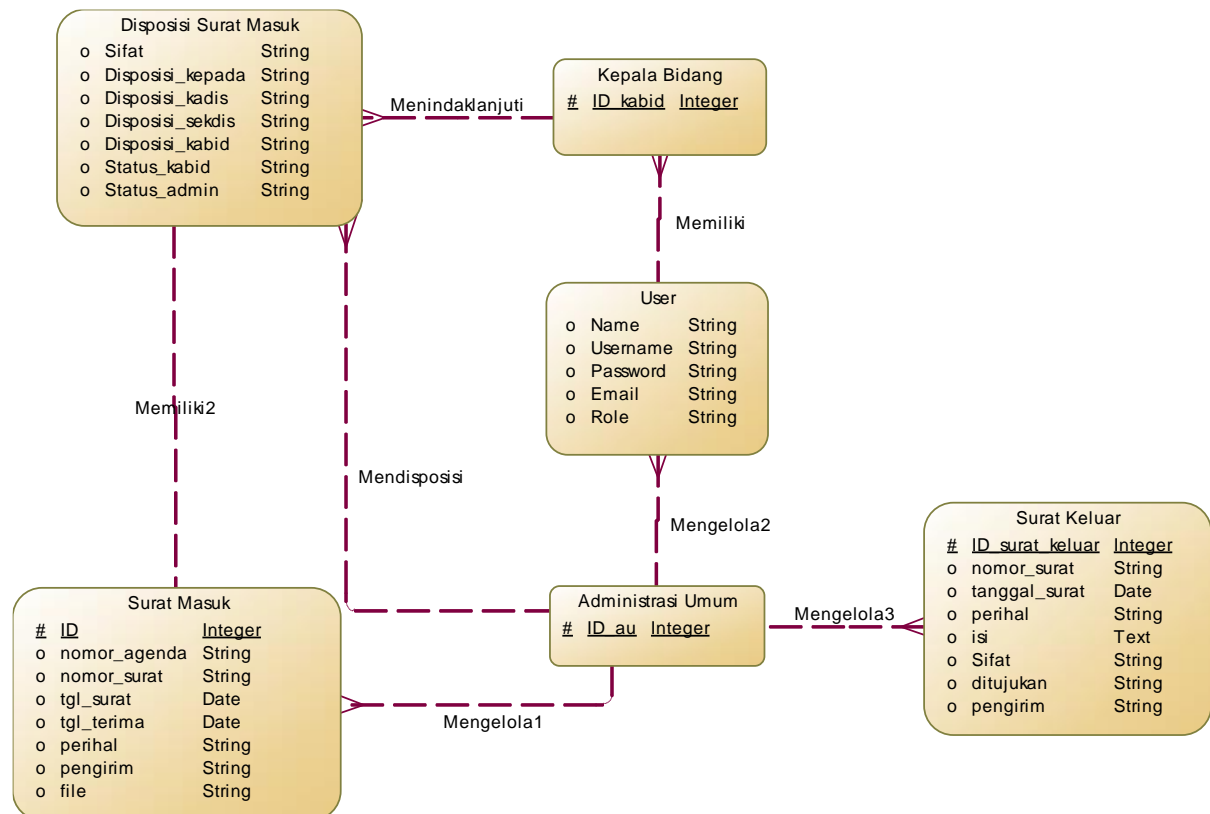 Disposisi Surat Masuk
o Sifat String
o Disposisi_kepada String
o Disposisi_kadis String
o Disposisi_sekdis String
o Disposisi_kabid String
o Status_kabid String
o Status_admin String
Menindaklanjuti
Kepala Bidang
# ID_kabid Integer
Memiliki
User
o Name String
o Username String
o Password String
o Email String
o Role String
Memiliki2
Mendisposisi
Mengelola2
Surat Masuk
# ID Integer
o nomor_agenda String
o nomor_surat String
o tgl_surat Date
o tgl_terima Date
o perihal String
o pengirim String
o file String
Mengelola1
Administrasi Umum
# ID_au Integer
Mengelola3
Surat Keluar
# ID_surat_keluar Integer
o nomor_surat String
o tanggal_surat Date
o perihal String
o isi Text
o Sifat String
o ditujukan String
o pengirim String